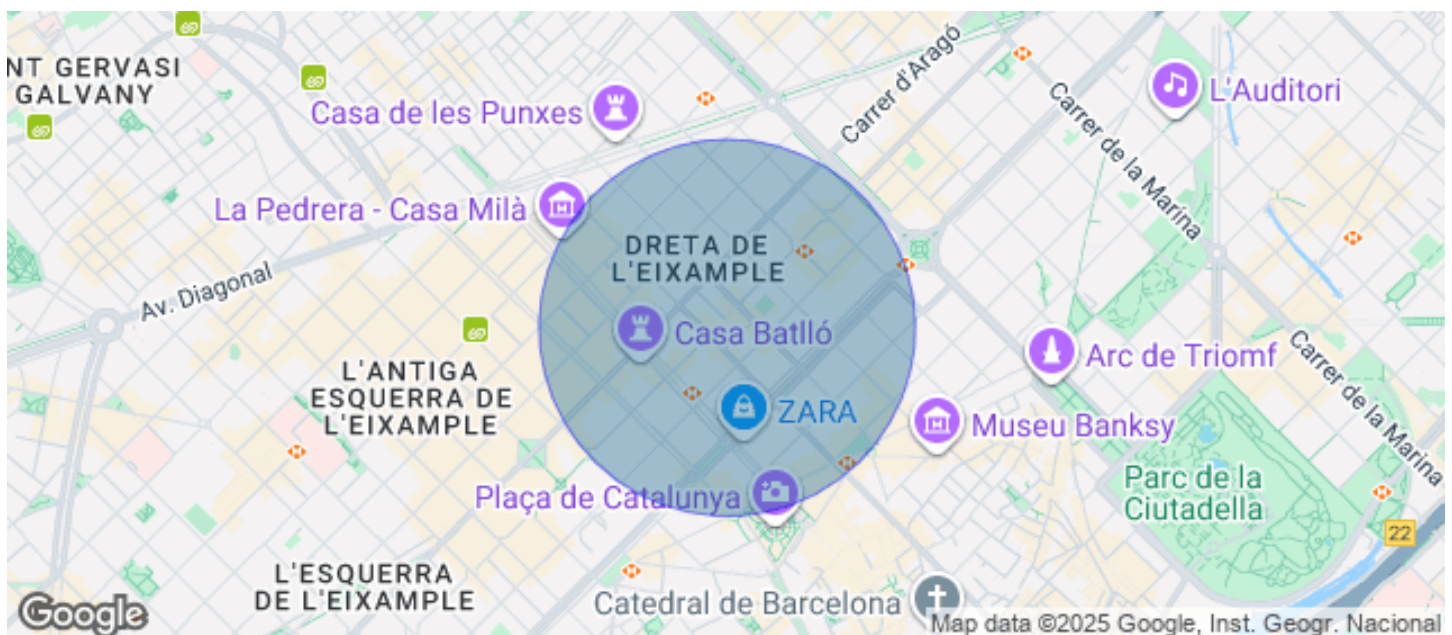 NT GERVASI
GALVANY
Casa de les Punxes
Carrer d'Aragó
L'Auditori
Carrer de la Marina
La Pedrera - Casa Milà
DRETA DE
L'EIXAMPLE
Av. Diagonal
Casa Batlló
Arc de Triomf
Carrer de la Marina
L'ANTIGA
ESQUERRA DE
L'EIXAMPLE
ZARA
Museu Banksy
Plaça de Catalunya
Parc de la
Ciutadella
22
L'ESQUERRA
DE L'EIXAMPLE
Catedral de Barcelona
Google
Map data ©2025 Google, Inst. Geogr. Nacional